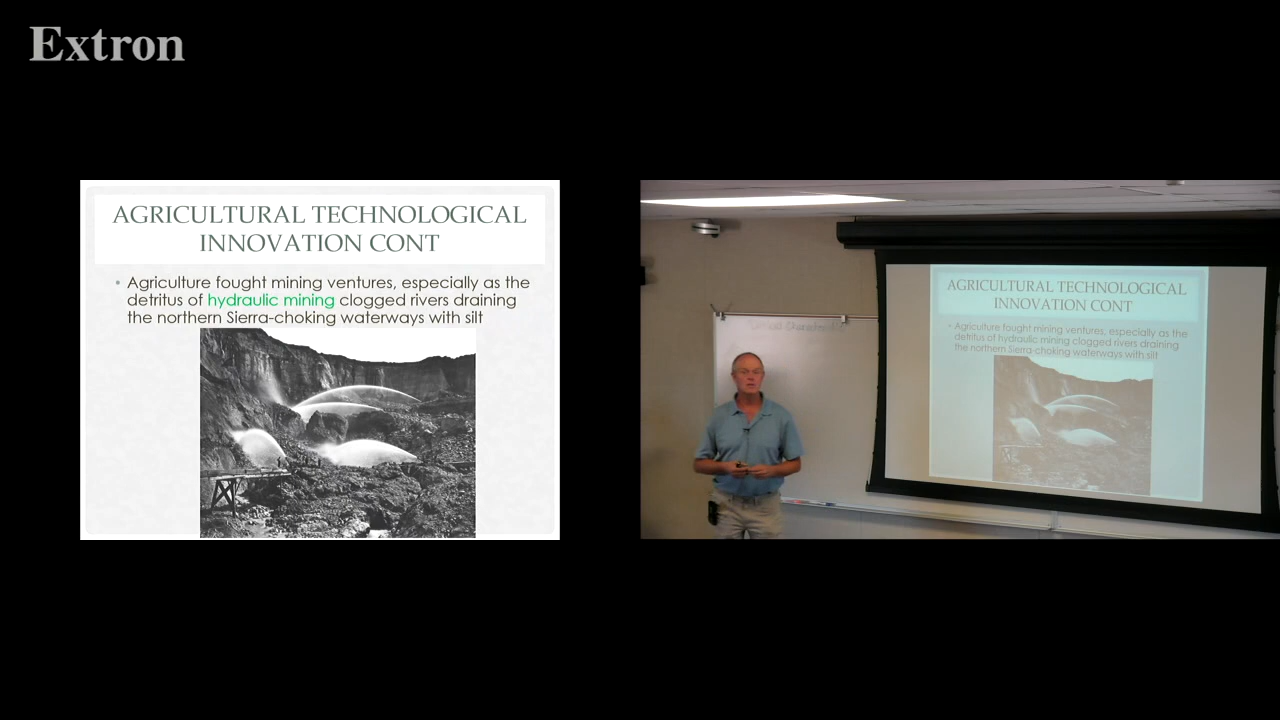 Extron
AGRICULTURAL TECHNOLOGICAL
INNOVATION CONT
• Agriculture fought mining ventures, especially as the
detritus of hydraulic mining clogged rivers draining
the northern Sierra-choking waterways with silt
AGRICULTURAL TECHNOLOGICAL
INNOVATION CONT
• Agriculture fought mining ventures, especially as the
detritus of hydraulic mining clogged rivers draining
the northern Sierra-choking waterways with silt